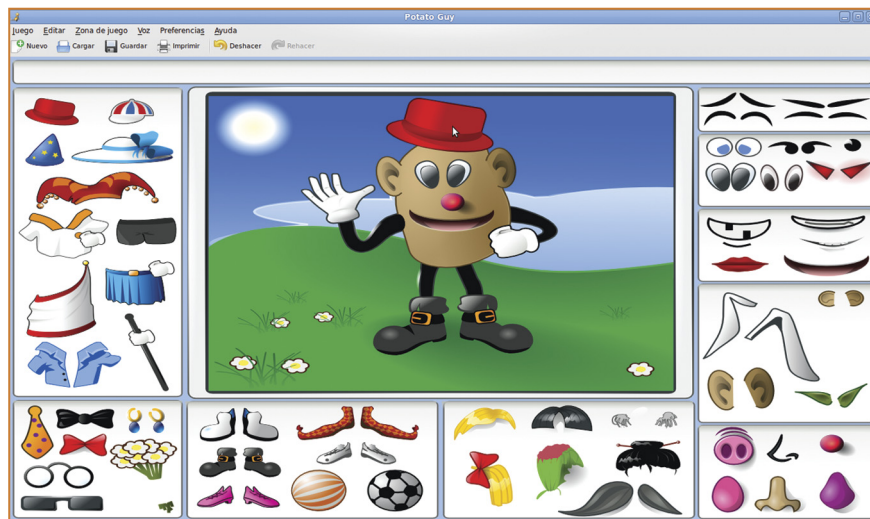 Potato Guy
Juego Editar Zona de juego Voz Preferencias Ayuda
Nuevo Cargar Guardar Imprimir Deshacer Rehacer